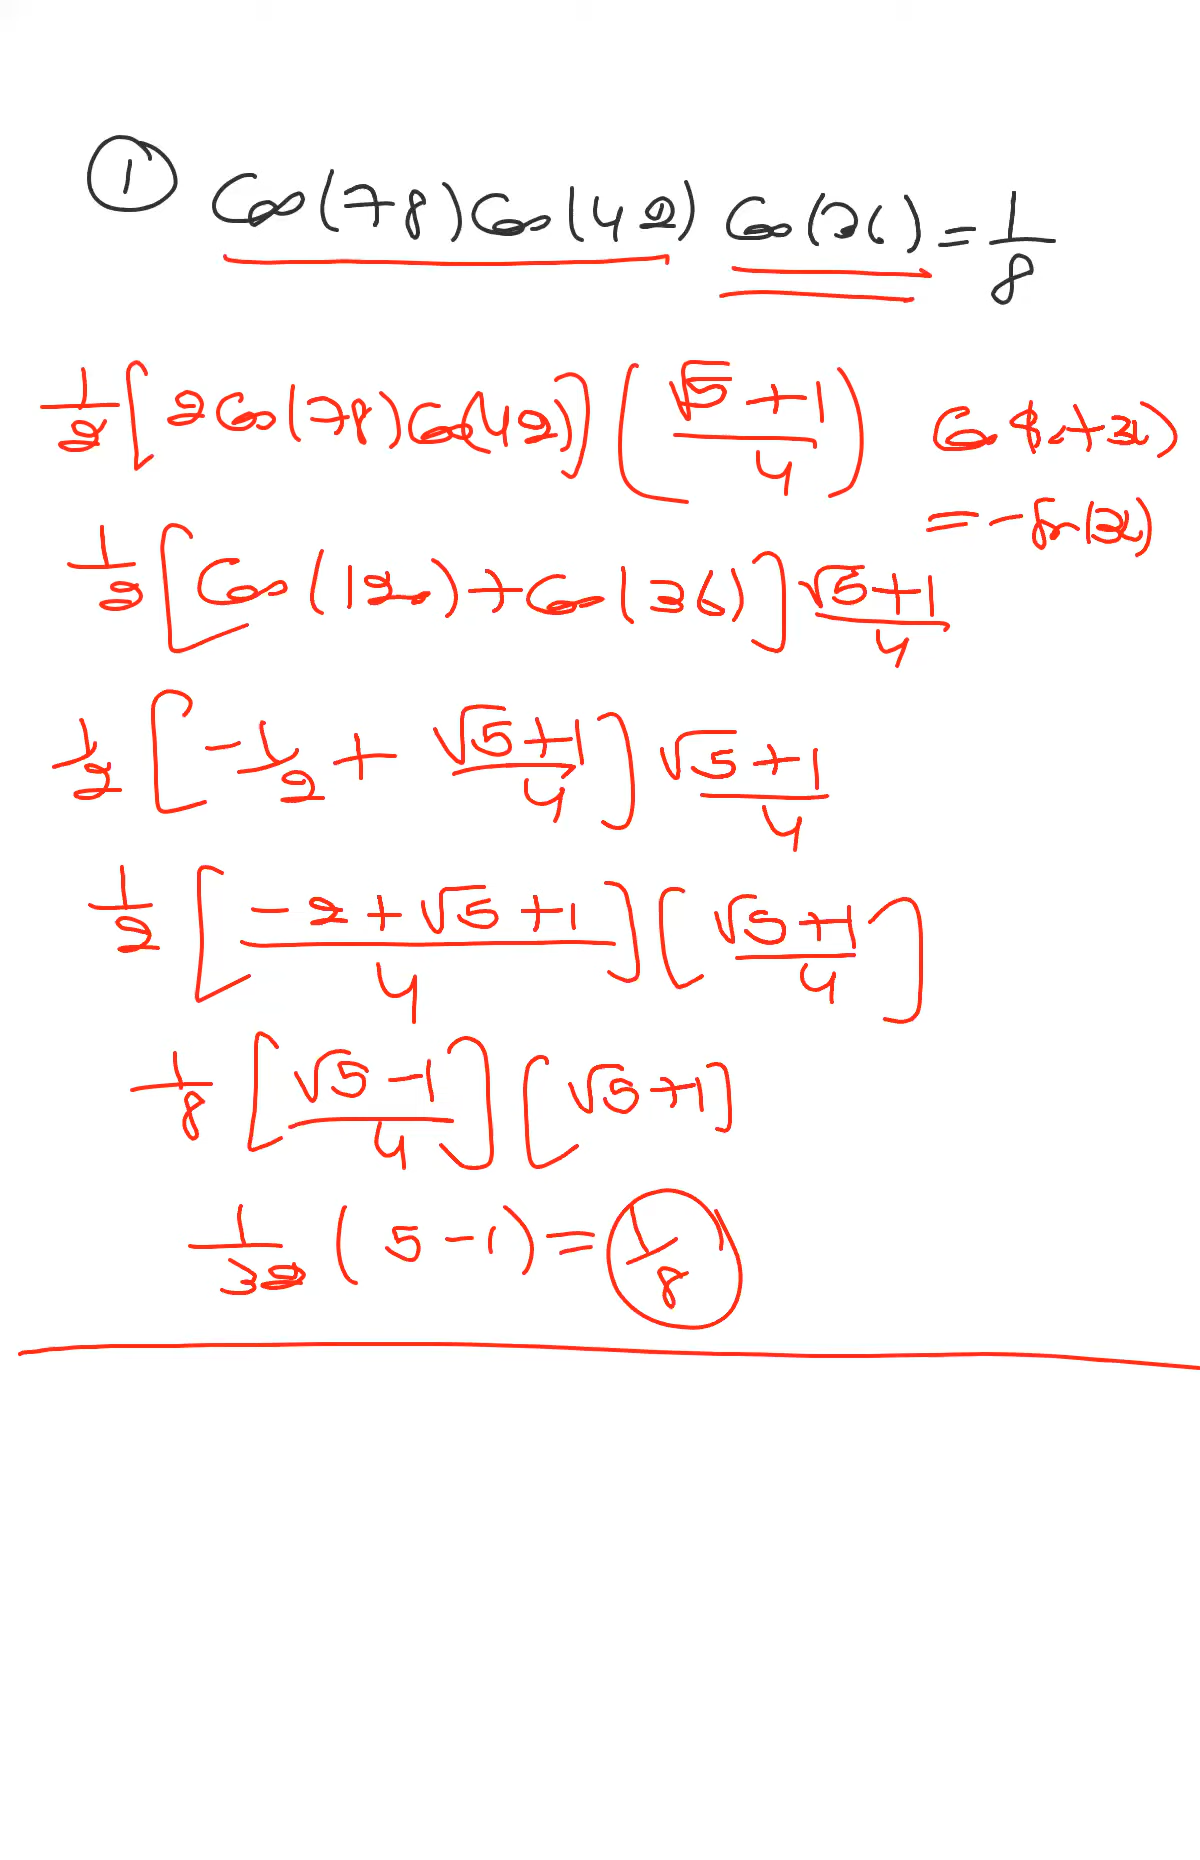 ① Cos(78)Cos(42) Cos(36) = 1/8
1/2 [2Cos(78)Cos(42)] ((√5+1)/4) Cos(90+30)
= -Sin(30)
1/2 [Cos(120)+Cos(36)] (√5+1)/4
1/2 [-1/2 + (√5+1)/4] (√5+1)/4
1/2 [(-2+√5+1)/4] [(√5+1)/4]
1/8 [(√5-1)/4] [√5+1]
1/32 (5-1) = 1/8